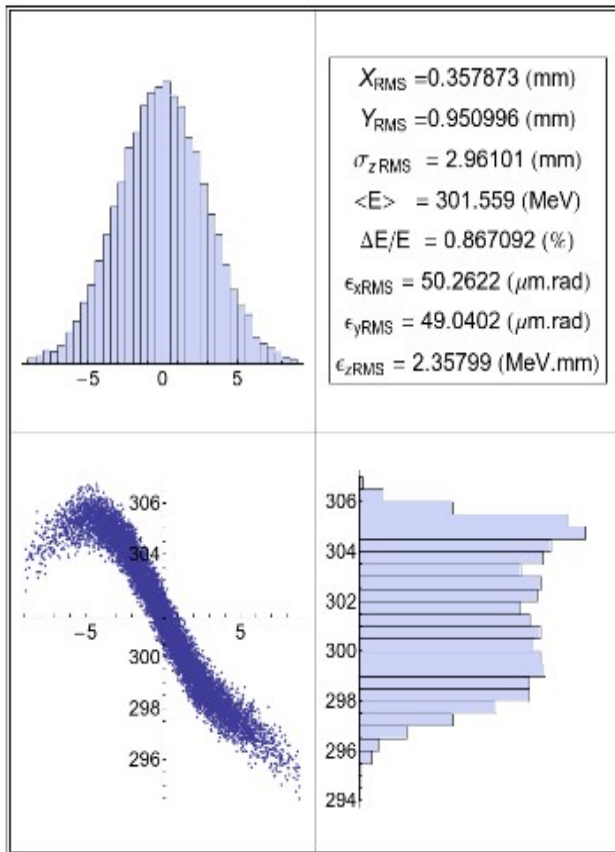 −5 0 5
X_RMS =0.357873 (mm)
Y_RMS =0.950996 (mm)
σ_z RMS = 2.96101 (mm)
<E> = 301.559 (MeV)
ΔE/E = 0.867092 (%)
ϵ_xRMS = 50.2622 (μm.rad)
ϵ_yRMS = 49.0402 (μm.rad)
ϵ_zRMS = 2.35799 (MeV.mm)
306
304
−5 5
300
298
296
306
304
302
300
298
296
294